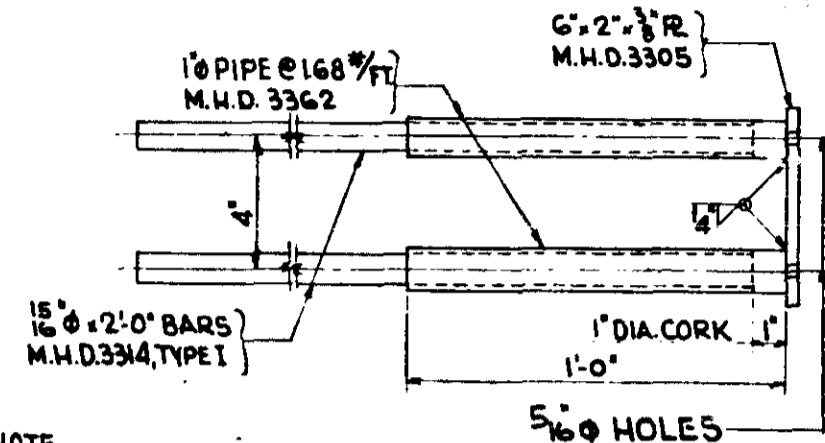 6"x 2"x 3/8" PL
M.H.D. 3305
1"φ PIPE @ 1.68 #/FT
M.H.D. 3362
4"
1/4"
15/16"φ x 2'-0" BARS
M.H.D. 3314, TYPE I
1" DIA. CORK
1"
1'-0"
5/16"φ HOLES
NOTE